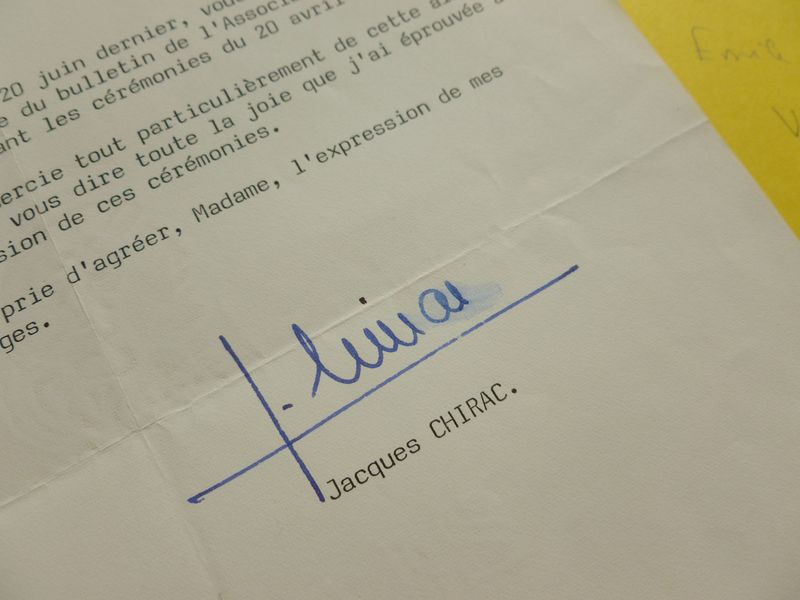 20 juin dernier, vous
du bulletin de l'Associa
ant les cérémonies du 20 avril
ercie tout particulièrement de cette
vous dire toute la joie que j'ai éprouvée
sion de ces cérémonies.
prie d'agréer, Madame, l'expression de mes
ges.
J. Chirac
Jacques CHIRAC.